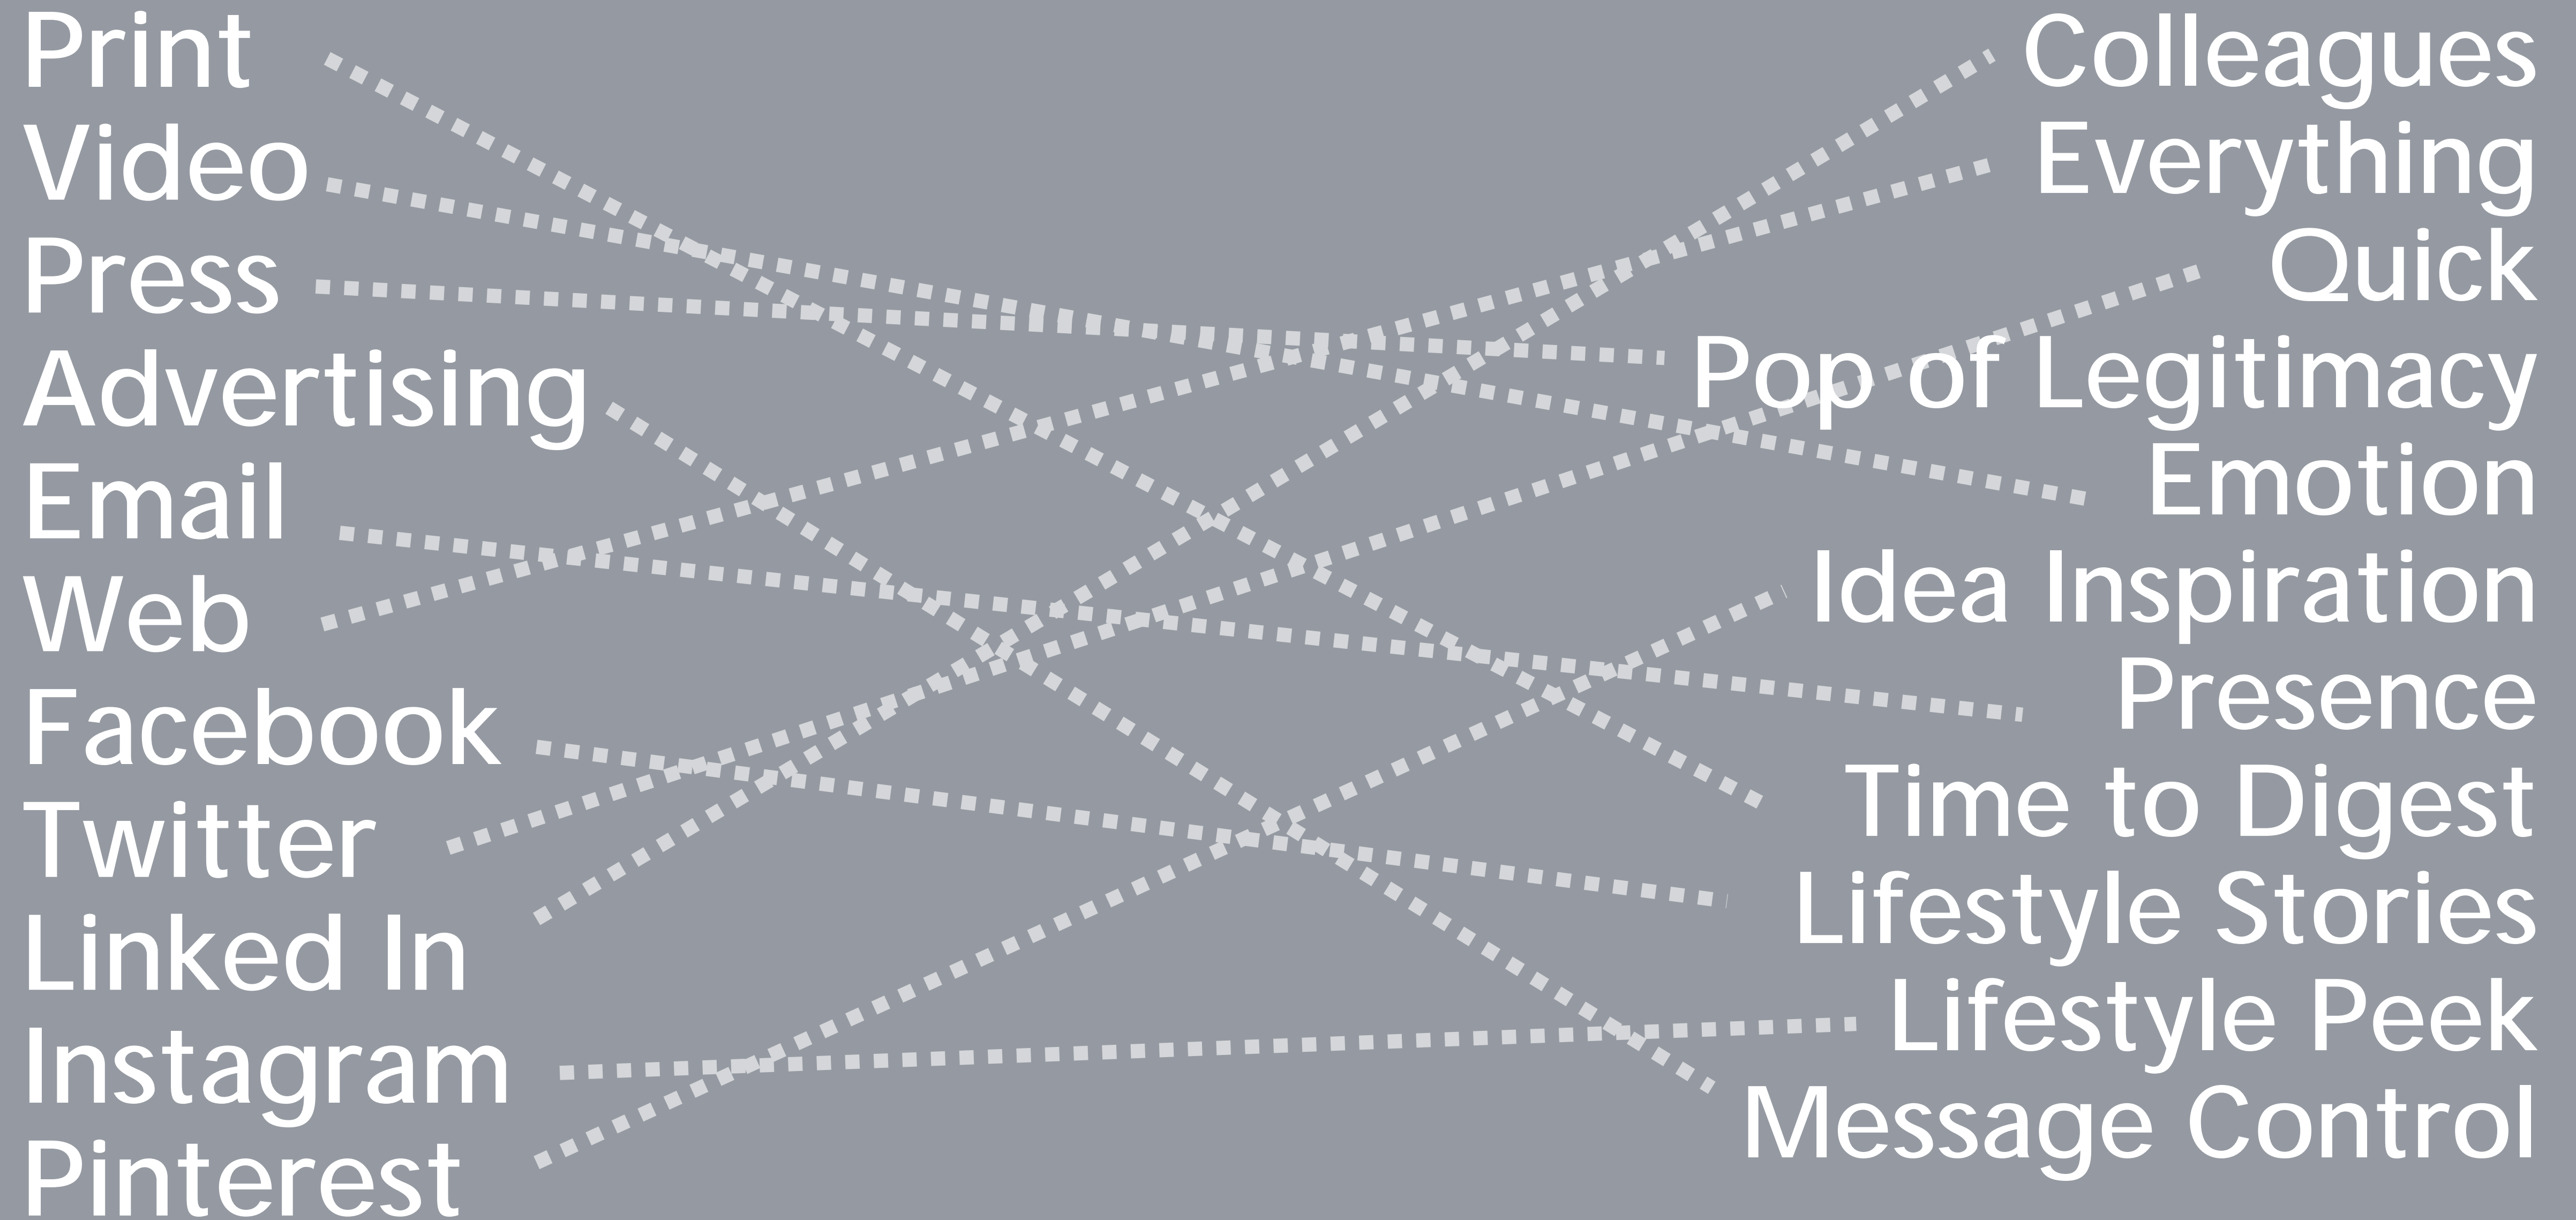 Print
Video
Press
Advertising
Email
Web
Facebook
Twitter
Linked In
Instagram
Pinterest
Colleagues
Everything
Quick
Pop of Legitimacy
Emotion
Idea Inspiration
Presence
Time to Digest
Lifestyle Stories
Lifestyle Peek
Message Control